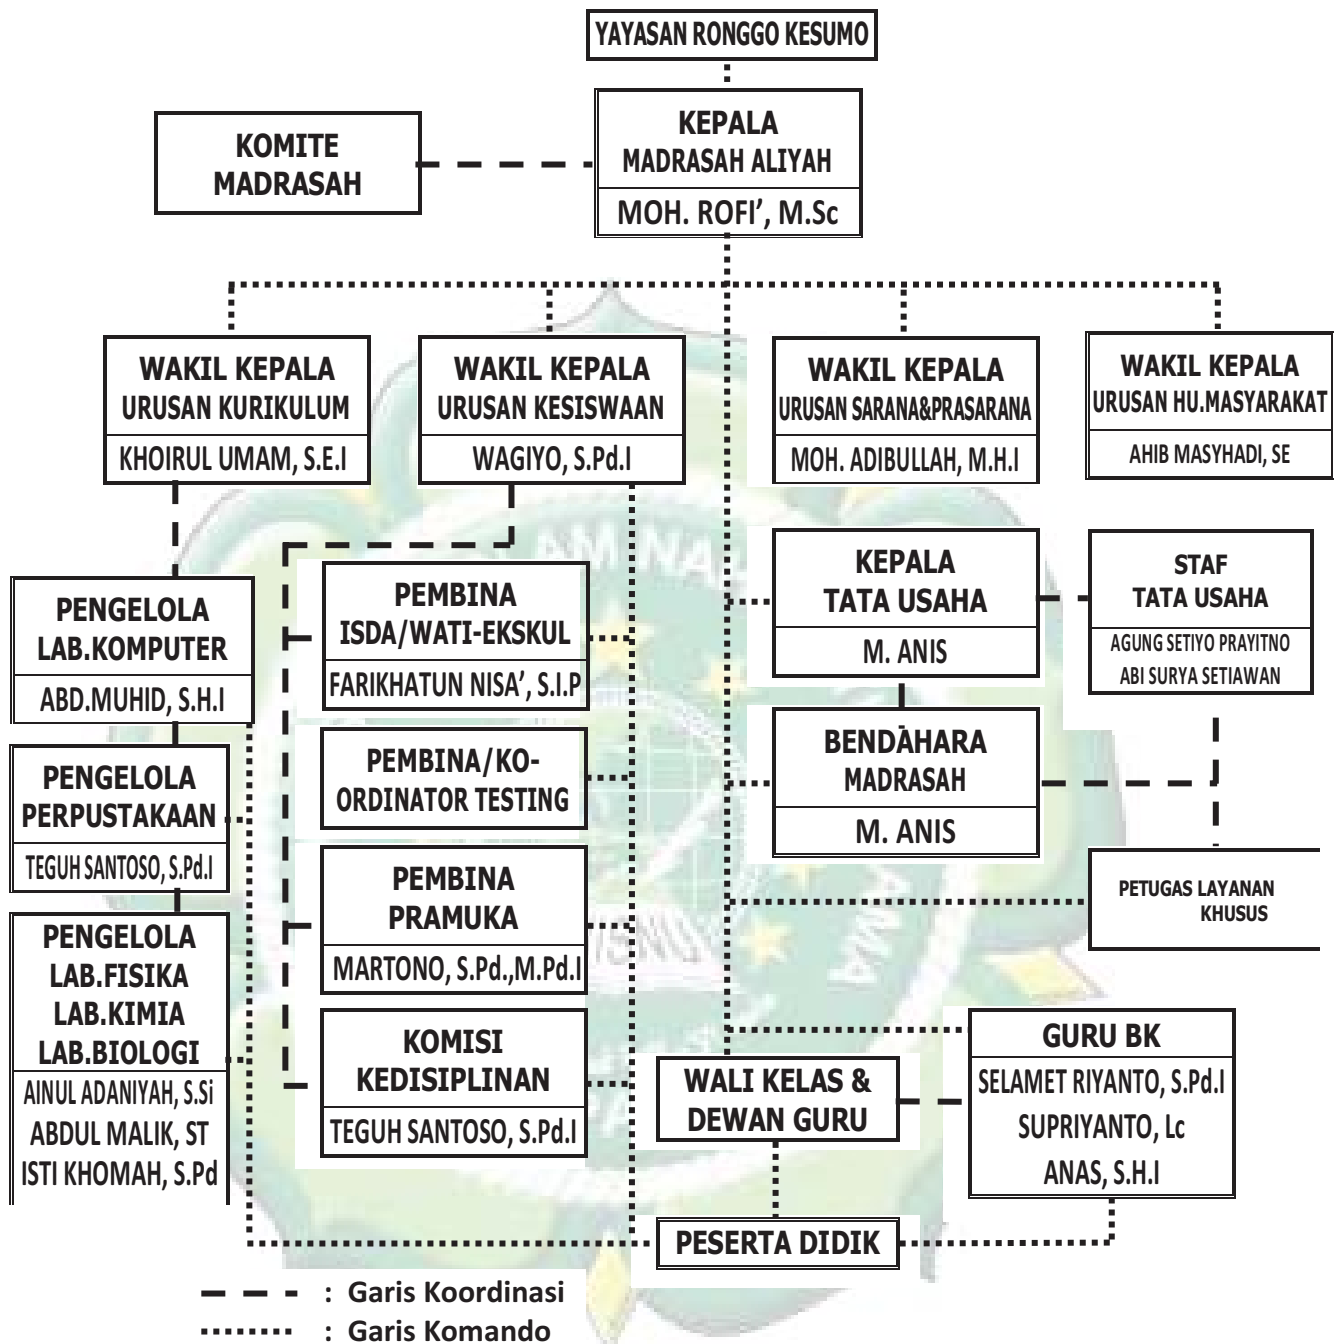 YAYASAN RONGGO KESUMO
KOMITE
MADRASAH
KEPALA
MADRASAH ALIYAH
MOH. ROFI’, M.Sc
WAKIL KEPALA
URUSAN KURIKULUM
KHOIRUL UMAM, S.E.I
WAKIL KEPALA
URUSAN KESISWAAN
WAGIYO, S.Pd.I
WAKIL KEPALA
URUSAN SARANA&PRASARANA
MOH. ADIBULLAH, M.H.I
WAKIL KEPALA
URUSAN HU.MASYARAKAT
AHIB MASYHADI, SE
PENGELOLA
LAB.KOMPUTER
ABD.MUHID, S.H.I
PENGELOLA
PERPUSTAKAAN
TEGUH SANTOSO, S.Pd.I
PENGELOLA
LAB.FISIKA
LAB.KIMIA
LAB.BIOLOGI
AINUL ADANIYAH, S.Si
ABDUL MALIK, ST
ISTI KHOMAH, S.Pd
PEMBINA
ISDA/WATI-EKSKUL
FARIKHATUN NISA’, S.I.P
PEMBINA/KO-
ORDINATOR TESTING
PEMBINA
PRAMUKA
MARTONO, S.Pd.,M.Pd.I
KOMISI
KEDISIPLINAN
TEGUH SANTOSO, S.Pd.I
KEPALA
TATA USAHA
M. ANIS
STAF
TATA USAHA
AGUNG SETIYO PRAYITNO
ABI SURYA SETIAWAN
BENDAHARA
MADRASAH
M. ANIS
PETUGAS LAYANAN
KHUSUS
WALI KELAS &
DEWAN GURU
GURU BK
SELAMET RIYANTO, S.Pd.I
SUPRIYANTO, Lc
ANAS, S.H.I
PESERTA DIDIK
: Garis Koordinasi
: Garis Komando